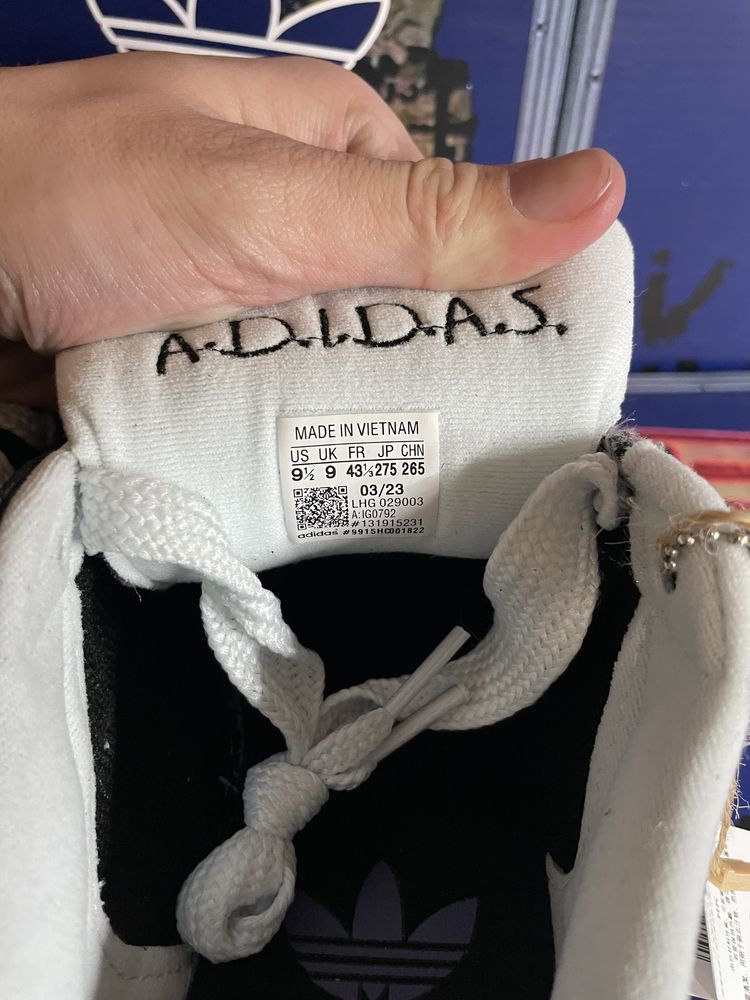 A.D.I.D.A.S.
MADE IN VIETNAM
US UK FR JP CHN
9½ 9 43⅓ 275 265
03/23
LHG 029003
A:IG0792
#131915231
adidas #9915HC001822